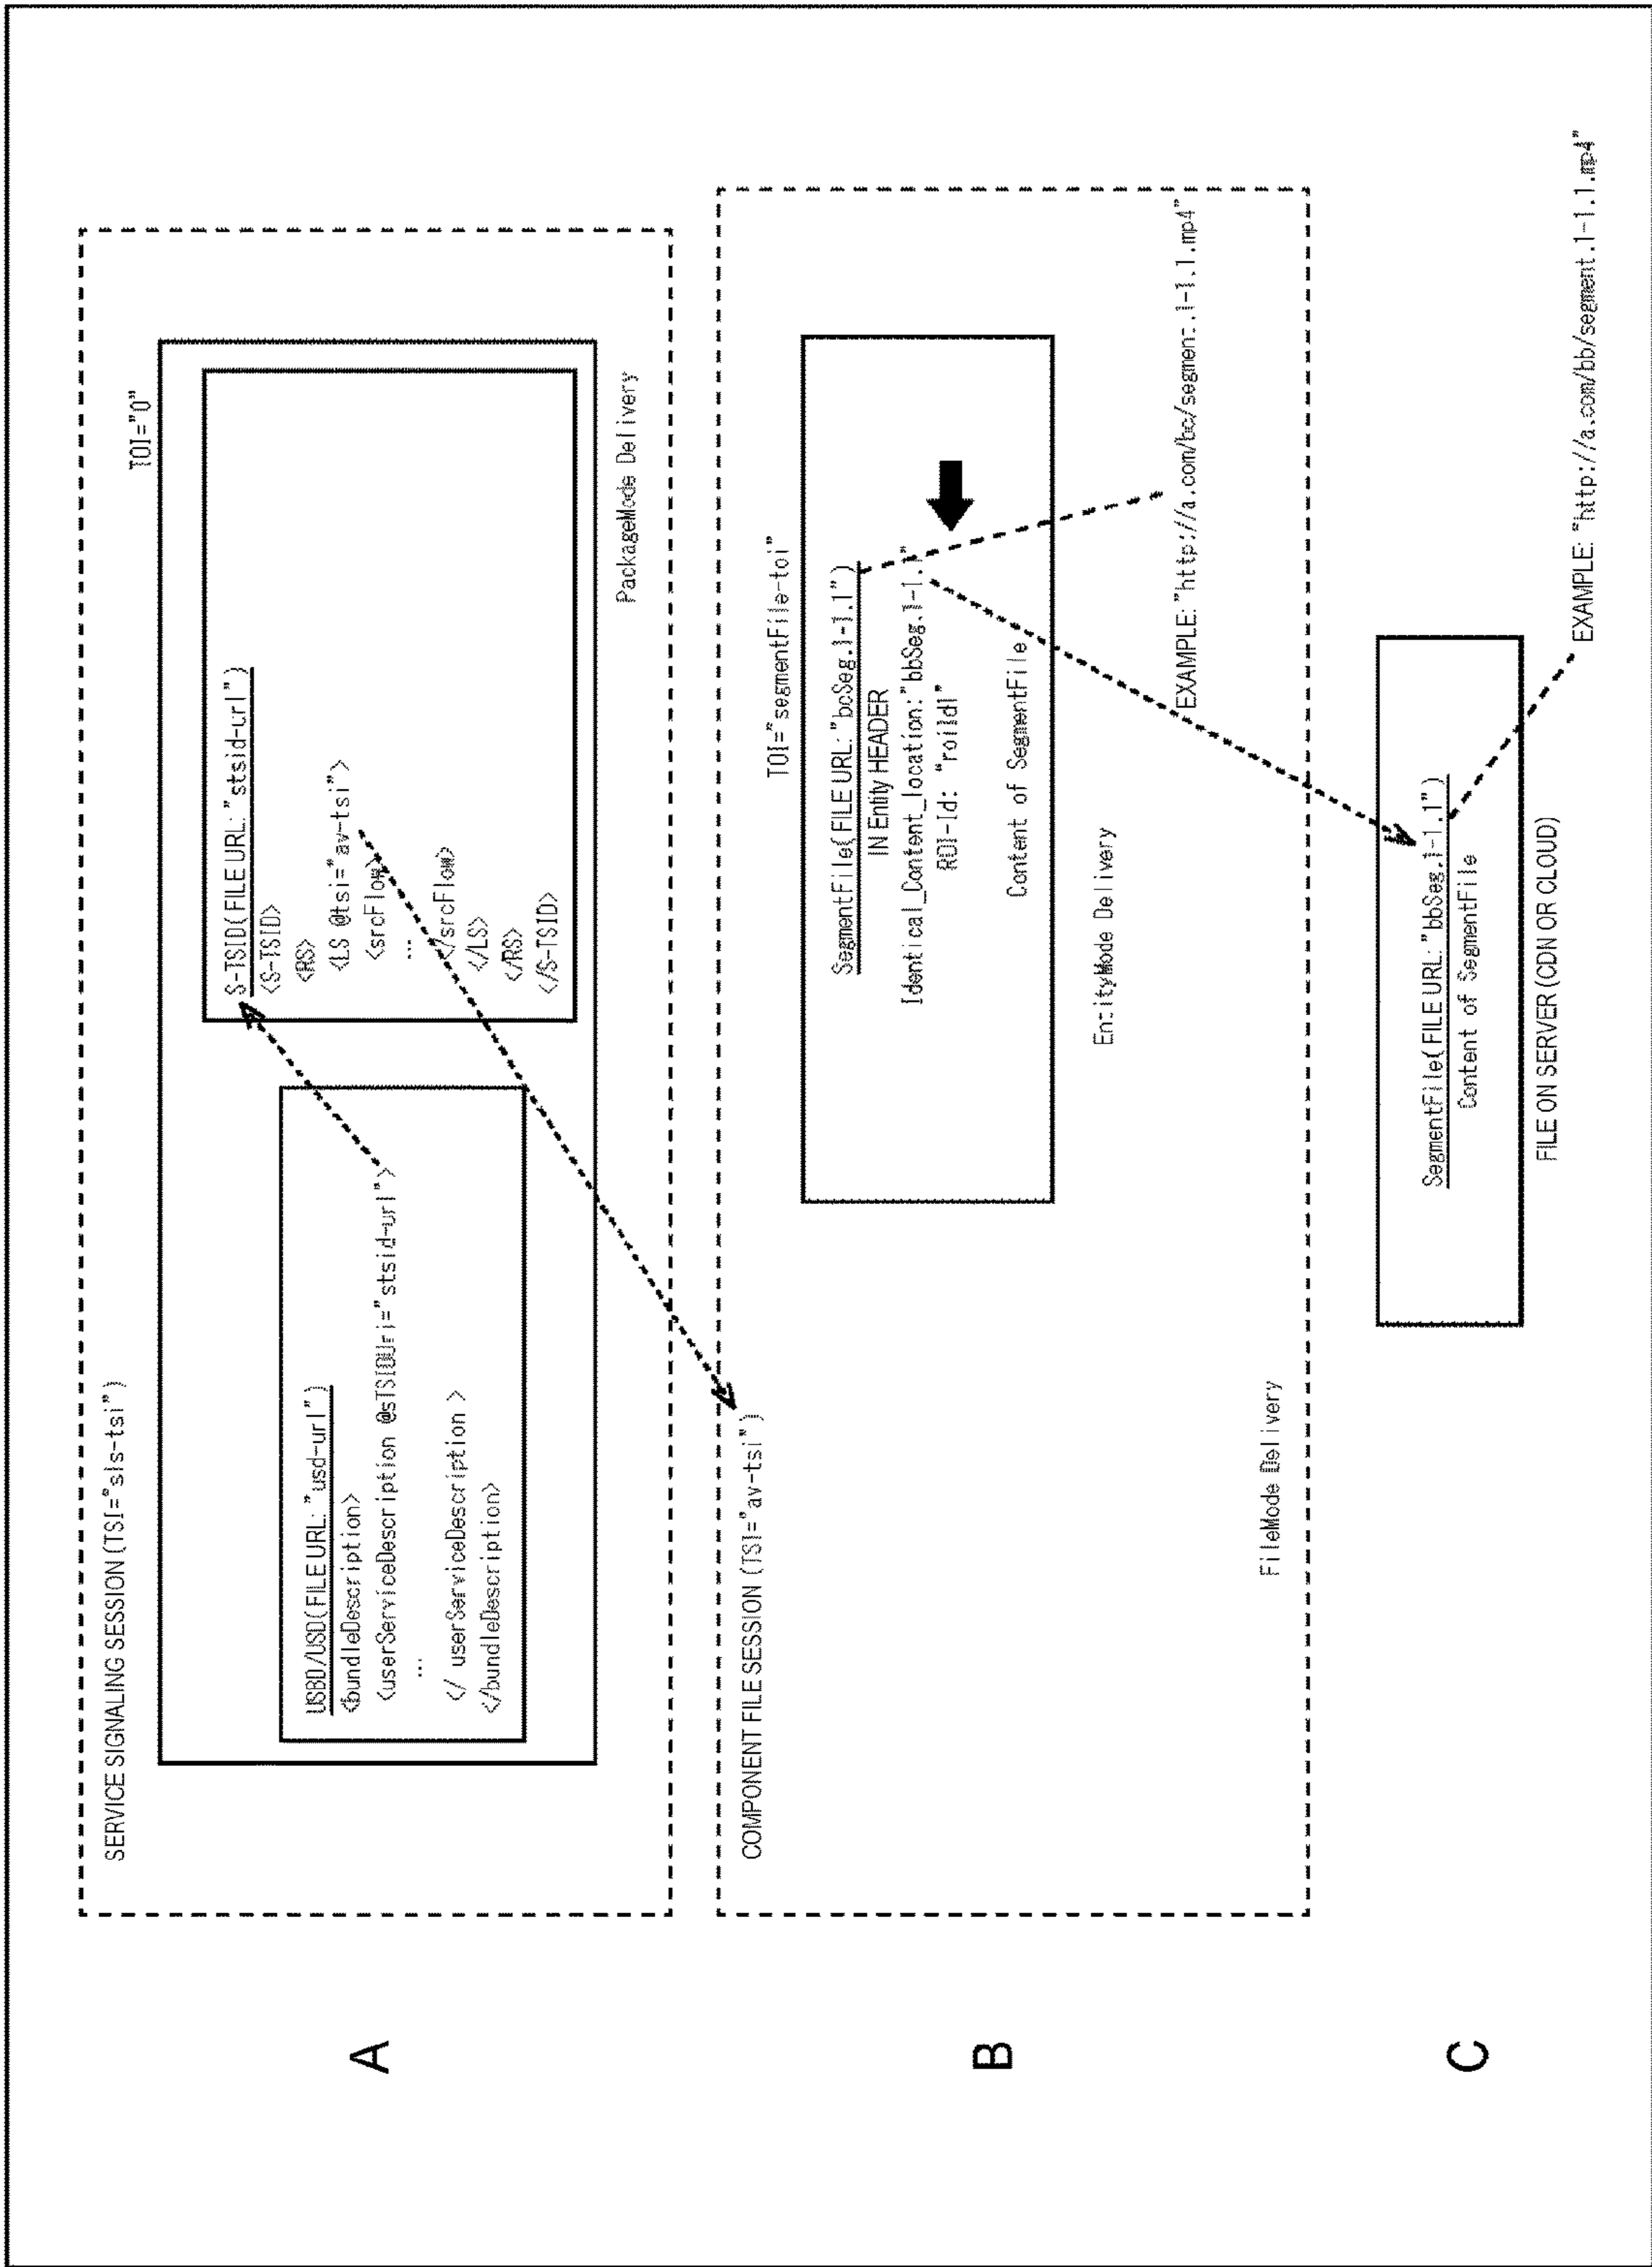 A
SERVICE SIGNALING SESSION (TSI="sls-tsi")
TOI="0"
USBD/USD(FILE URL: "usd-url")
<bundleDescription>
<userServiceDescription @sTSIDUri="stsid-url">
...
</ userServiceDescription >
</bundleDescription>
S-TSID(FILE URL: "stsid-url")
<S-TSID>
<RS>
<LS @tsi="av-tsi">
<srcFlow>
...
</srcFlow>
</LS>
</RS>
</S-TSID>
PackageMode Delivery
B
COMPONENT FILE SESSION (TSI="av-tsi")
TOI="segmentFile-toi"
SegmentFile(FILE URL: "bcSeg.1-1.1")
IN Entity HEADER
Identical_Content_location: "bbSeg.1-1.1"
ROI-Id: "roiId1"
Content of SegmentFile
EntityMode Delivery
EXAMPLE: "http://a.com/bc/segment.1-1.1.mp4"
FileMode Delivery
C
SegmentFile(FILE URL: "bbSeg.1-1.1")
Content of SegmentFile
FILE ON SERVER (CDN OR CLOUD)
EXAMPLE: "http://a.com/bb/segment.1-1.1.mp4"